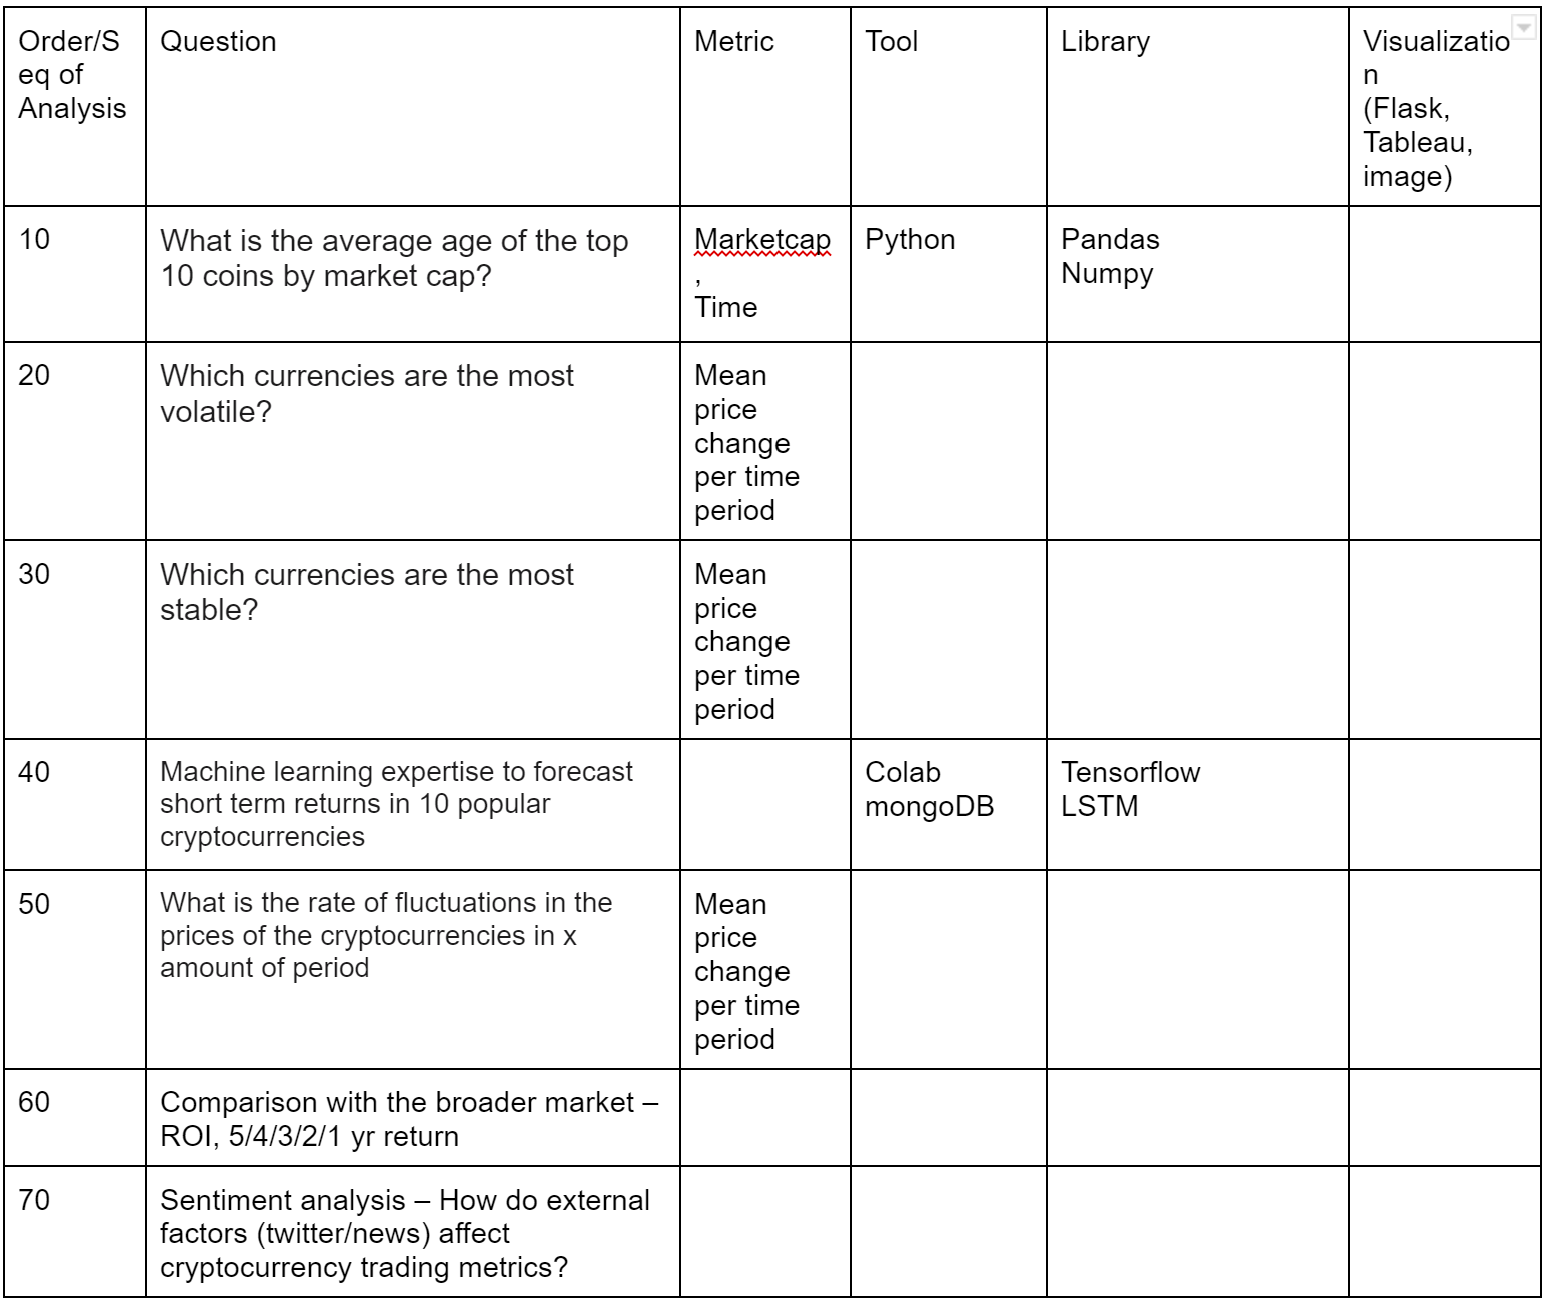 Order/S
eq of
Analysis
Question
Metric
Tool
Library
Visualizatio
n
(Flask,
Tableau,
image)
10
What is the average age of the top
10 coins by market cap?
Marketcap
,
Time
Python
Pandas
Numpy
20
Which currencies are the most
volatile?
Mean
price
change
per time
period
30
Which currencies are the most
stable?
Mean
price
change
per time
period
40
Machine learning expertise to forecast
short term returns in 10 popular
cryptocurrencies
Colab
mongoDB
Tensorflow
LSTM
50
What is the rate of fluctuations in the
prices of the cryptocurrencies in x
amount of period
Mean
price
change
per time
period
60
Comparison with the broader market –
ROI, 5/4/3/2/1 yr return
70
Sentiment analysis – How do external
factors (twitter/news) affect
cryptocurrency trading metrics?